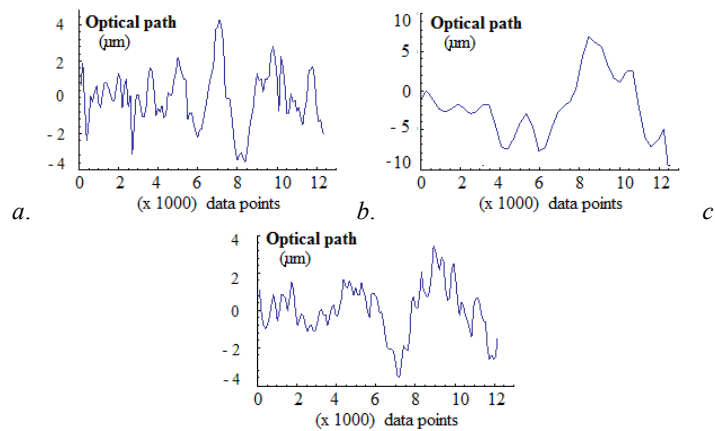 Optical path
(µm)
4
2
0
- 2
- 4
0 2 4 6 8 10 12
(x 1000) data points
a.
Optical path
(µm)
10
5
0
-5
-10
0 2 4 6 8 10 12
(x 1000) data points
b.
c
Optical path
(µm)
4
2
0
- 2
- 4
0 2 4 6 8 10 12
(x 1000) data points